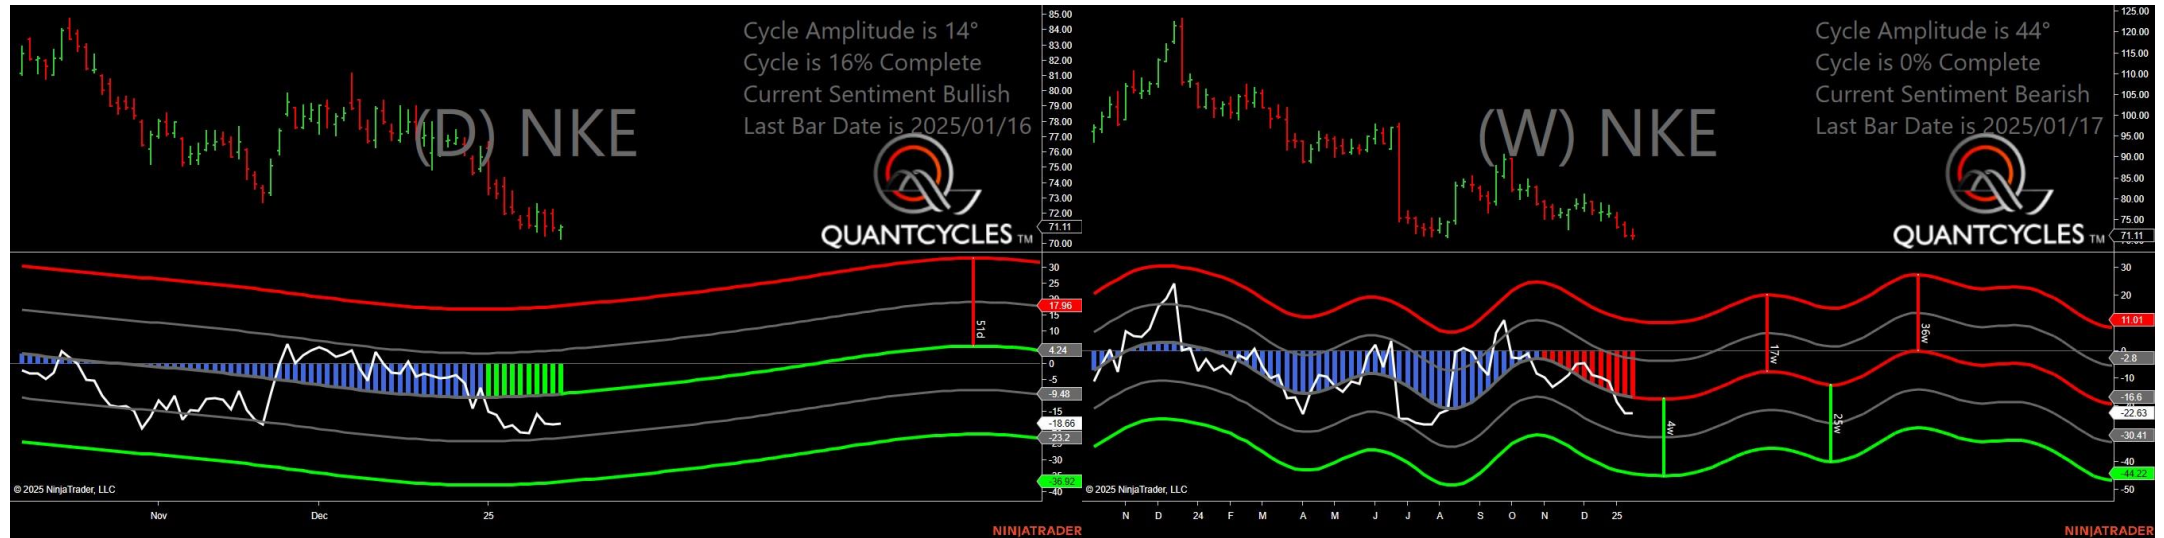 Cycle Amplitude is 14°
Cycle is 16% Complete
Current Sentiment Bullish
Last Bar Date is 2025/01/16
(D) NKE
QUANTCYCLES TM
85.00
84.00
83.00
82.00
81.00
80.00
79.00
78.00
77.00
76.00
75.00
74.00
73.00
72.00
71.11
70.00
30
25
17.96
15
10
4.24
0
-5
-9.48
-15
-18.66
-23.2
-30
-36.92
-40
51d
© 2025 NinjaTrader, LLC
Nov
Dec
25
NINJATRADER
Cycle Amplitude is 44°
Cycle is 0% Complete
Current Sentiment Bearish
Last Bar Date is 2025/01/17
(W) NKE
QUANTCYCLES TM
125.00
120.00
115.00
110.00
105.00
100.00
95.00
90.00
85.00
80.00
75.00
71.11
30
20
11.01
0
-2.8
-10
-16.6
-22.63
-30.41
-40
-44.22
-50
17w
36w
4w
25w
© 2025 NinjaTrader, LLC
N
D
24
F
M
A
M
J
J
A
S
O
N
D
25
NINJATRADER